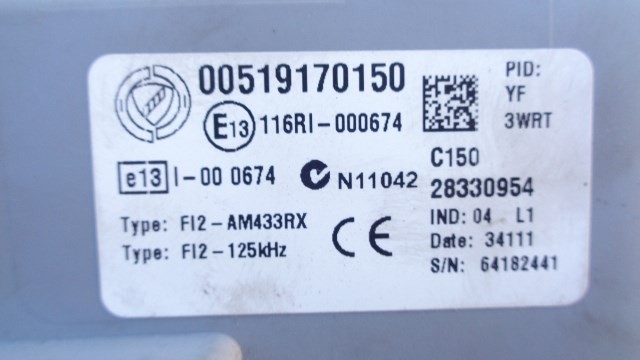 00519170150
PID:
YF
3WRT
E13 116RI-000674
e13 I-00 0674
N11042
C150
28330954
Type: FI2-AM433RX
Type: FI2-125kHz
CE
IND: 04 L1
Date: 34111
S/N: 64182441